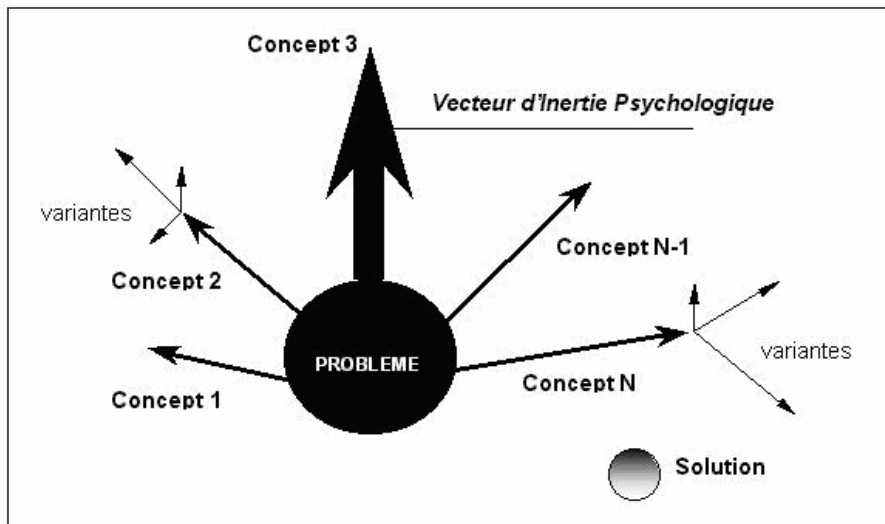 Concept 3
Vecteur d'Inertie Psychologique
variantes
Concept 2
Concept N-1
PROBLEME
variantes
Concept 1
Concept N
Solution